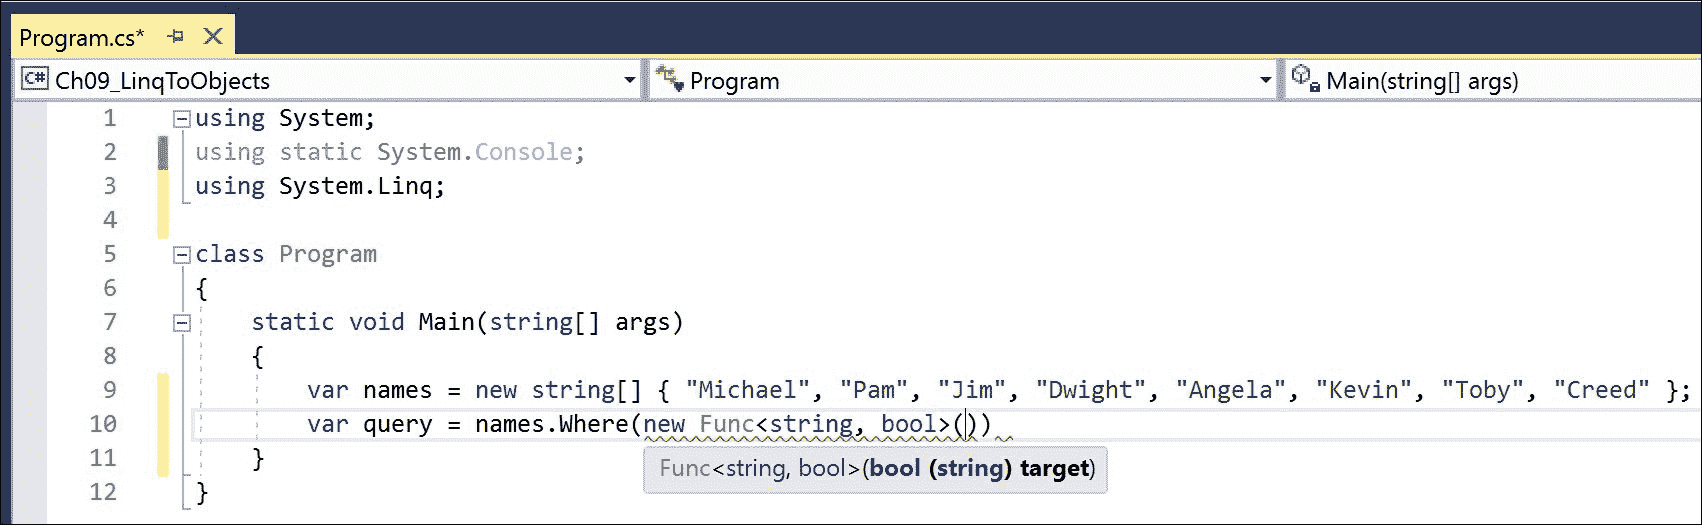 Program.cs*
C# Ch09_LinqToObjects Program Main(string[] args)
1 using System;
2 using static System.Console;
3 using System.Linq;
4
5 class Program
6 {
7 static void Main(string[] args)
8 {
9 var names = new string[] { "Michael", "Pam", "Jim", "Dwight", "Angela", "Kevin", "Toby", "Creed" };
10 var query = names.Where(new Func<string, bool>())
11 }
Func<string, bool>(bool (string) target)
12 }